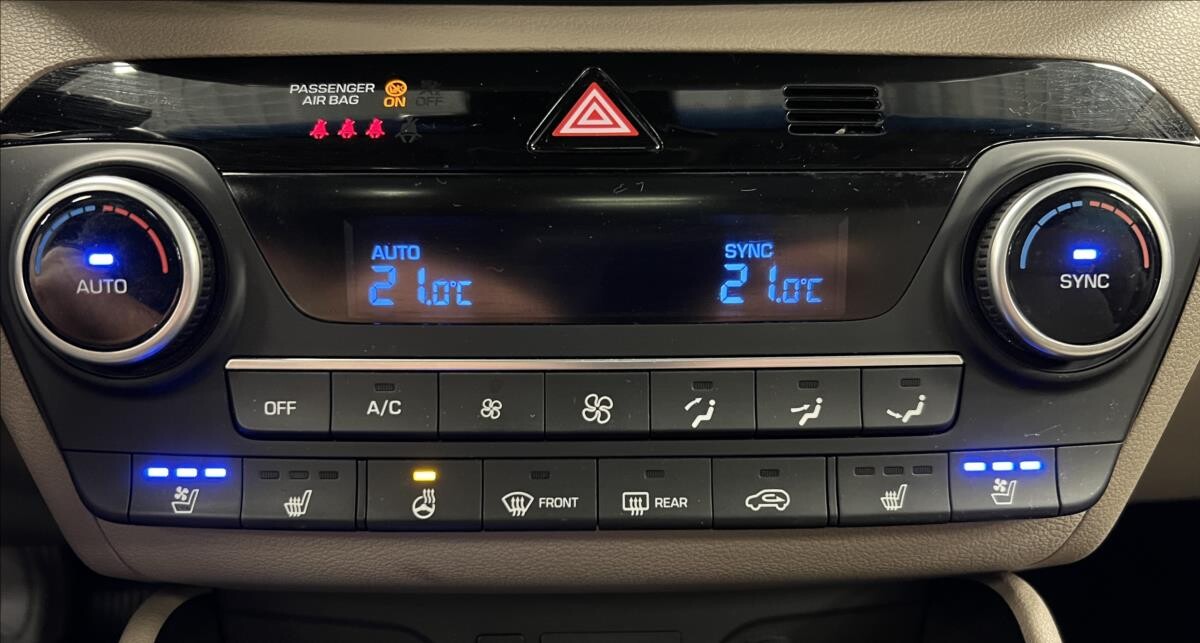 PASSENGER
AIR BAG
ON
OFF
AUTO
21.0°C
SYNC
21.0°C
AUTO
SYNC
OFF
A/C
FRONT
REAR